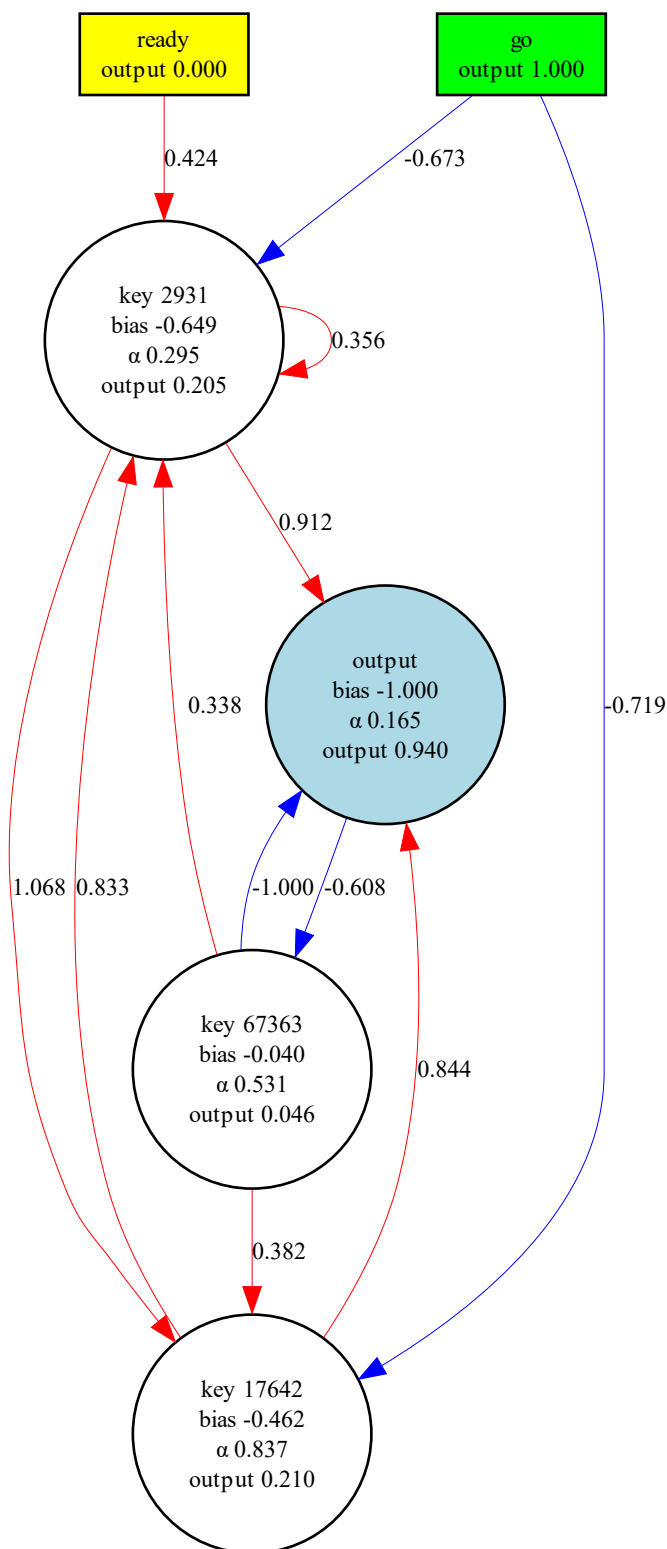 ready
output 0.000
go
output 1.000
0.424
-0.673
key 2931
bias -0.649
α 0.295
output 0.205
0.356
0.912
output
bias -1.000
α 0.165
output 0.940
0.338
-0.719
1.068
0.833
-1.000
-0.608
key 67363
bias -0.040
α 0.531
output 0.046
0.844
0.382
key 17642
bias -0.462
α 0.837
output 0.210